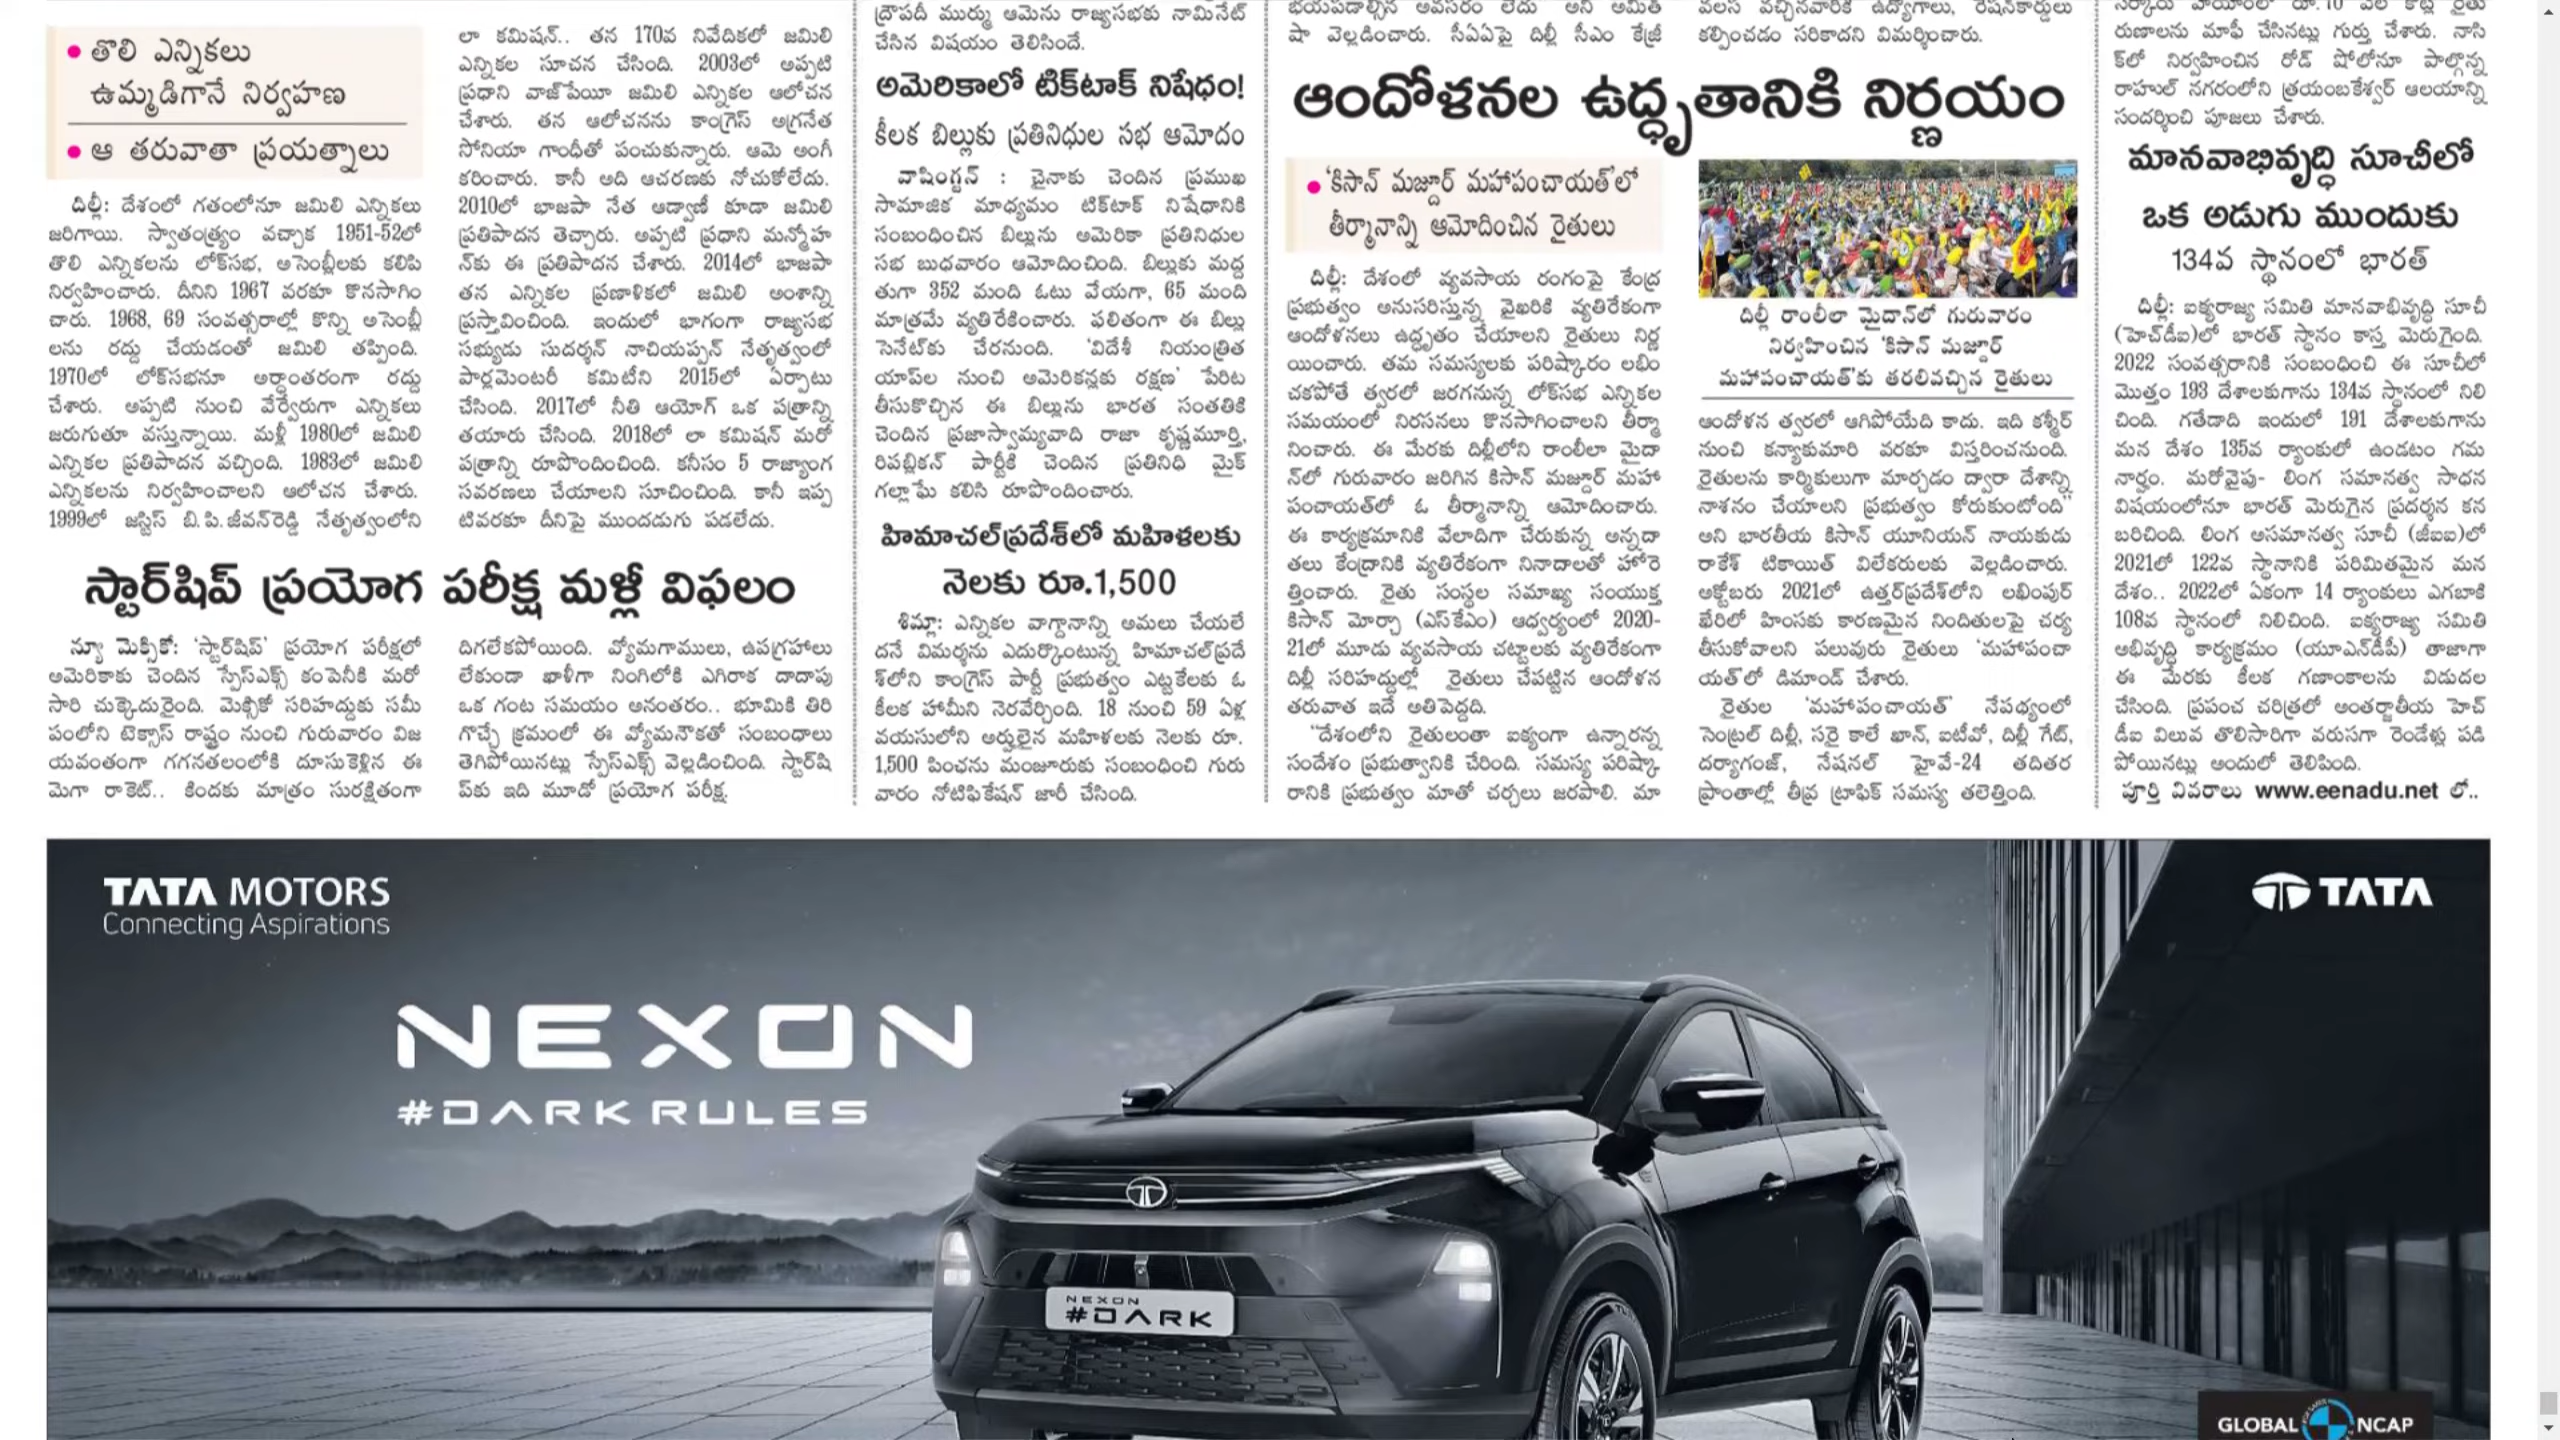 • తొలి ఎన్నికలు
ఉమ్మడిగానే నిర్వహణ
• ఆ తరువాతా ప్రయత్నాలు
దిల్లీ: దేశంలో గతంలోనూ జమిలి ఎన్నికలు
జరిగాయి. స్వాతంత్ర్యం వచ్చాక 1951-52లో
తొలి ఎన్నికలను లోక్‌సభ, అసెంబ్లీలకు కలిపి
నిర్వహించారు. దీనిని 1967 వరకూ కొనసాగిం
చారు. 1968, 69 సంవత్సరాల్లో కొన్ని అసెంబ్లీ
లను రద్దు చేయడంతో జమిలి తప్పింది.
1970లో లోక్‌సభనూ అర్ధాంతరంగా రద్దు
చేశారు. అప్పటి నుంచి వేర్వేరుగా ఎన్నికలు
జరుగుతూ వస్తున్నాయి. మళ్లీ 1980లో జమిలి
ఎన్నికల ప్రతిపాదన వచ్చింది. 1983లో జమిలి
ఎన్నికలను నిర్వహించాలని ఆలోచన చేశారు.
1999లో జస్టిస్ బి.పి.జీవన్‌రెడ్డి నేతృత్వంలోని
లా కమిషన్.. తన 170వ నివేదికలో జమిలి
ఎన్నికల సూచన చేసింది. 2003లో అప్పటి
ప్రధాని వాజ్‌పేయీ జమిలి ఎన్నికల ఆలోచన
చేశారు. తన ఆలోచనను కాంగ్రెస్ అగ్రనేత
సోనియా గాంధీతో పంచుకున్నారు. ఆమె అంగీ
కరించారు. కానీ అది ఆచరణకు నోచుకోలేదు.
2010లో భాజపా నేత ఆడ్వాణీ కూడా జమిలి
ప్రతిపాదన తెచ్చారు. అప్పటి ప్రధాని మన్మోహ
న్‌కు ఈ ప్రతిపాదన చేశారు. 2014లో భాజపా
తన ఎన్నికల ప్రణాళికలో జమిలి అంశాన్ని
ప్రస్తావించింది. ఇందులో భాగంగా రాజ్యసభ
సభ్యుడు సుదర్శన్ నాచియప్పన్ నేతృత్వంలో
పార్లమెంటరీ కమిటీని 2015లో ఏర్పాటు
చేసింది. 2017లో నీతి ఆయోగ్ ఒక పత్రాన్ని
తయారు చేసింది. 2018లో లా కమిషన్ మరో
పత్రాన్ని రూపొందించింది. కనీసం 5 రాజ్యాంగ
సవరణలు చేయాలని సూచించింది. కానీ ఇప్ప
టివరకూ దీనిపై ముందడుగు పడలేదు.
స్టార్‌షిప్ ప్రయోగ పరీక్ష మళ్లీ విఫలం
న్యూ మెక్సికో: ‘స్టార్‌షిప్’ ప్రయోగ పరీక్షలో
అమెరికాకు చెందిన స్పేస్‌ఎక్స్ కంపెనీకి మరో
సారి చుక్కెదురైంది. మెక్సికో సరిహద్దుకు సమీ
పంలోని టెక్సాస్ రాష్ట్రం నుంచి గురువారం విజ
యవంతంగా గగనతలంలోకి దూసుకెళ్లిన ఈ
మెగా రాకెట్.. కిందకు మాత్రం సురక్షితంగా
దిగలేకపోయింది. వ్యోమగాములు, ఉపగ్రహాలు
లేకుండా ఖాళీగా నింగిలోకి ఎగిరాక దాదాపు
ఒక గంట సమయం అనంతరం.. భూమికి తిరి
గొచ్చే క్రమంలో ఈ వ్యోమనౌకతో సంబంధాలు
తెగిపోయినట్లు స్పేస్‌ఎక్స్ వెల్లడించింది. స్టార్‌షి
ప్‌కు ఇది మూడో ప్రయోగ పరీక్ష.
ద్రౌపదీ ముర్ము ఆమెను రాజ్యసభకు నామినేట్
చేసిన విషయం తెలిసిందే.
అమెరికాలో టిక్‌టాక్ నిషేధం!
కీలక బిల్లుకు ప్రతినిధుల సభ ఆమోదం
వాషింగ్టన్ : చైనాకు చెందిన ప్రముఖ
సామాజిక మాధ్యమం టిక్‌టాక్ నిషేధానికి
సంబంధించిన బిల్లును అమెరికా ప్రతినిధుల
సభ బుధవారం ఆమోదించింది. బిల్లుకు మద్ద
తుగా 352 మంది ఓటు వేయగా, 65 మంది
మాత్రమే వ్యతిరేకించారు. ఫలితంగా ఈ బిల్లు
సెనేట్‌కు చేరనుంది. ‘విదేశీ నియంత్రిత
యాప్‌ల నుంచి అమెరికన్లకు రక్షణ’ పేరిట
తీసుకొచ్చిన ఈ బిల్లును భారత సంతతికి
చెందిన ప్రజాస్వామ్యవాది రాజా కృష్ణమూర్తి,
రిపబ్లికన్ పార్టీకి చెందిన ప్రతినిధి మైక్
గల్లాఘే కలిసి రూపొందించారు.
హిమాచల్‌ప్రదేశ్‌లో మహిళలకు
నెలకు రూ.1,500
శిమ్లా: ఎన్నికల వాగ్దానాన్ని అమలు చేయలే
దనే విమర్శను ఎదుర్కొంటున్న హిమాచల్‌ప్రదే
శ్‌లోని కాంగ్రెస్ పార్టీ ప్రభుత్వం ఎట్టకేలకు ఓ
కీలక హామీని నెరవేర్చింది. 18 నుంచి 59 ఏళ్ల
వయసులోని అర్హులైన మహిళలకు నెలకు రూ.
1,500 పింఛను మంజూరుకు సంబంధించి గురు
వారం నోటిఫికేషన్ జారీ చేసింది.
భయపడాల్సిన అవసరం లేదు అని అమిత్
షా వెల్లడించారు. సీఏఏపై దిల్లీ సీఎం కేజ్రీ
వలస వచ్చినవారికి ఉద్యోగాలు, రేషన్‌కార్డులు
కల్పించడం సరికాదని విమర్శించారు.
ఆందోళనల ఉద్ధృతానికి నిర్ణయం
• ‘కిసాన్ మజ్దూర్ మహాపంచాయత్’లో
తీర్మానాన్ని ఆమోదించిన రైతులు
దిల్లీ: దేశంలో వ్యవసాయ రంగంపై కేంద్ర
ప్రభుత్వం అనుసరిస్తున్న వైఖరికి వ్యతిరేకంగా
ఆందోళనలు ఉద్ధృతం చేయాలని రైతులు నిర్ణ
యించారు. తమ సమస్యలకు పరిష్కారం లభిం
చకపోతే త్వరలో జరగనున్న లోక్‌సభ ఎన్నికల
సమయంలో నిరసనలు కొనసాగించాలని తీర్మా
నించారు. ఈ మేరకు దిల్లీలోని రాంలీలా మైదా
న్‌లో గురువారం జరిగిన కిసాన్ మజ్దూర్ మహా
పంచాయత్‌లో ఓ తీర్మానాన్ని ఆమోదించారు.
ఈ కార్యక్రమానికి వేలాదిగా చేరుకున్న అన్నదా
తలు కేంద్రానికి వ్యతిరేకంగా నినాదాలతో హోరె
త్తించారు. రైతు సంస్థల సమాఖ్య సంయుక్త
కిసాన్ మోర్చా (ఎస్‌కేఎం) ఆధ్వర్యంలో 2020-
21లో మూడు వ్యవసాయ చట్టాలకు వ్యతిరేకంగా
దిల్లీ సరిహద్దుల్లో రైతులు చేపట్టిన ఆందోళన
తరువాత ఇదే అతిపెద్దది.
“దేశంలోని రైతులంతా ఐక్యంగా ఉన్నారన్న
సందేశం ప్రభుత్వానికి చేరింది. సమస్య పరిష్కా
రానికి ప్రభుత్వం మాతో చర్చలు జరపాలి. మా
దిల్లీ రాంలీలా మైదాన్‌లో గురువారం
నిర్వహించిన ‘కిసాన్ మజ్దూర్
మహాపంచాయత్’కు తరలివచ్చిన రైతులు
ఆందోళన త్వరలో ఆగిపోయేది కాదు. ఇది కశ్మీర్
నుంచి కన్యాకుమారి వరకూ విస్తరించనుంది.
రైతులను కార్మికులుగా మార్చడం ద్వారా దేశాన్ని
నాశనం చేయాలని ప్రభుత్వం కోరుకుంటోంది”
అని భారతీయ కిసాన్ యూనియన్ నాయకుడు
రాకేశ్ టికాయిత్ విలేకరులకు వెల్లడించారు.
అక్టోబరు 2021లో ఉత్తర్‌ప్రదేశ్‌లోని లఖింపుర్
ఖేరిలో హింసకు కారణమైన నిందితులపై చర్య
తీసుకోవాలని పలువురు రైతులు ‘మహాపంచా
యత్’లో డిమాండ్ చేశారు.
రైతుల ‘మహాపంచాయత్’ నేపథ్యంలో
సెంట్రల్ దిల్లీ, సరై కాలే ఖాన్, ఐటీవో, దిల్లీ గేట్,
దర్యాగంజ్, నేషనల్ హైవే-24 తదితర
ప్రాంతాల్లో తీవ్ర ట్రాఫిక్ సమస్య తలెత్తింది.
రుణాలను మాఫీ చేసినట్లు గుర్తు చేశారు. నాసి
క్‌లో నిర్వహించిన రోడ్ షోలోనూ పాల్గొన్న
రాహుల్ నగరంలోని త్రయంబకేశ్వర్ ఆలయాన్ని
సందర్శించి పూజలు చేశారు.
మానవాభివృద్ధి సూచీలో
ఒక అడుగు ముందుకు
134వ స్థానంలో భారత్
దిల్లీ: ఐక్యరాజ్య సమితి మానవాభివృద్ధి సూచీ
(హెచ్‌డీఐ)లో భారత్ స్థానం కాస్త మెరుగైంది.
2022 సంవత్సరానికి సంబంధించి ఈ సూచీలో
మొత్తం 193 దేశాలకుగాను 134వ స్థానంలో నిలి
చింది. గతేడాది ఇందులో 191 దేశాలకుగాను
మన దేశం 135వ ర్యాంకులో ఉండటం గమ
నార్హం. మరోవైపు- లింగ సమానత్వ సాధన
విషయంలోనూ భారత్ మెరుగైన ప్రదర్శన కన
బరిచింది. లింగ అసమానత్వ సూచీ (జీఐఐ)లో
2021లో 122వ స్థానానికి పరిమితమైన మన
దేశం.. 2022లో ఏకంగా 14 ర్యాంకులు ఎగబాకి
108వ స్థానంలో నిలిచింది. ఐక్యరాజ్య సమితి
అభివృద్ధి కార్యక్రమం (యూఎన్‌డీపీ) తాజాగా
ఈ మేరకు కీలక గణాంకాలను విడుదల
చేసింది. ప్రపంచ చరిత్రలో అంతర్జాతీయ హెచ్
డీఐ విలువ తొలిసారిగా వరుసగా రెండేళ్లు పడి
పోయినట్లు అందులో తెలిపింది.
పూర్తి వివరాలు www.eenadu.net లో..
TATA MOTORS
Connecting Aspirations
TATA
NEXON
#DARK RULES
NEXON
#DARK
GLOBAL NCAP